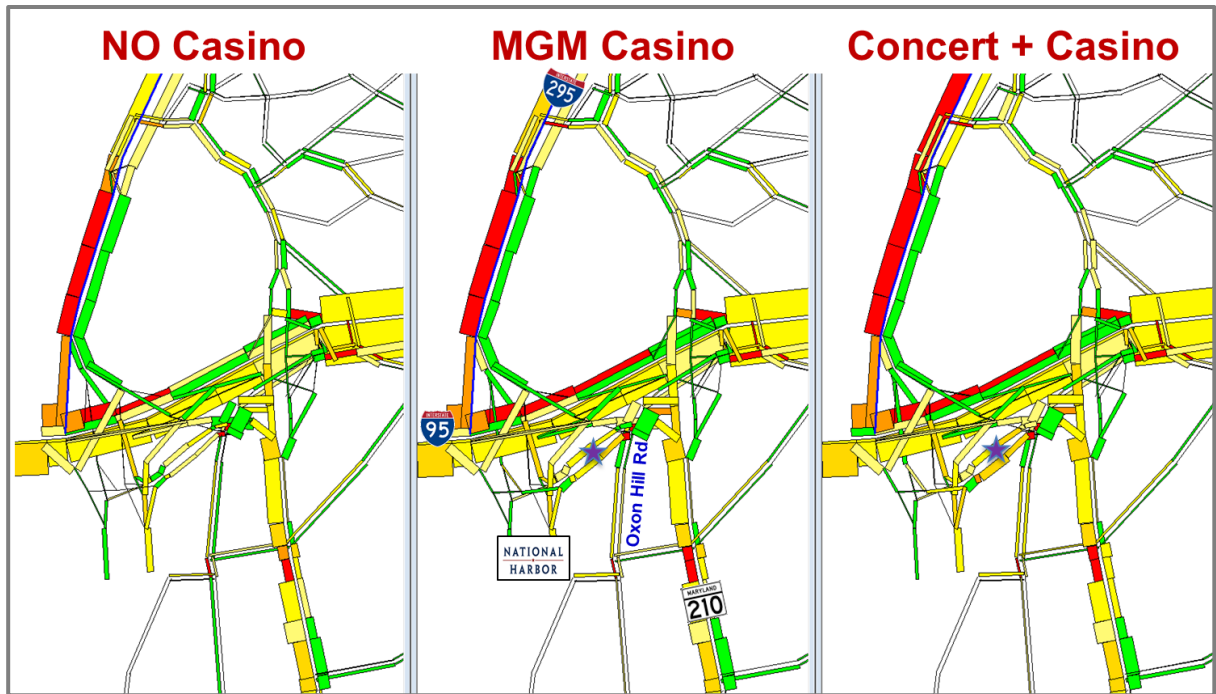 NO Casino
MGM Casino
Concert + Casino
INTERSTATE
295
INTERSTATE
95
Oxon Hill Rd
NATIONAL
HARBOR
MARYLAND
210